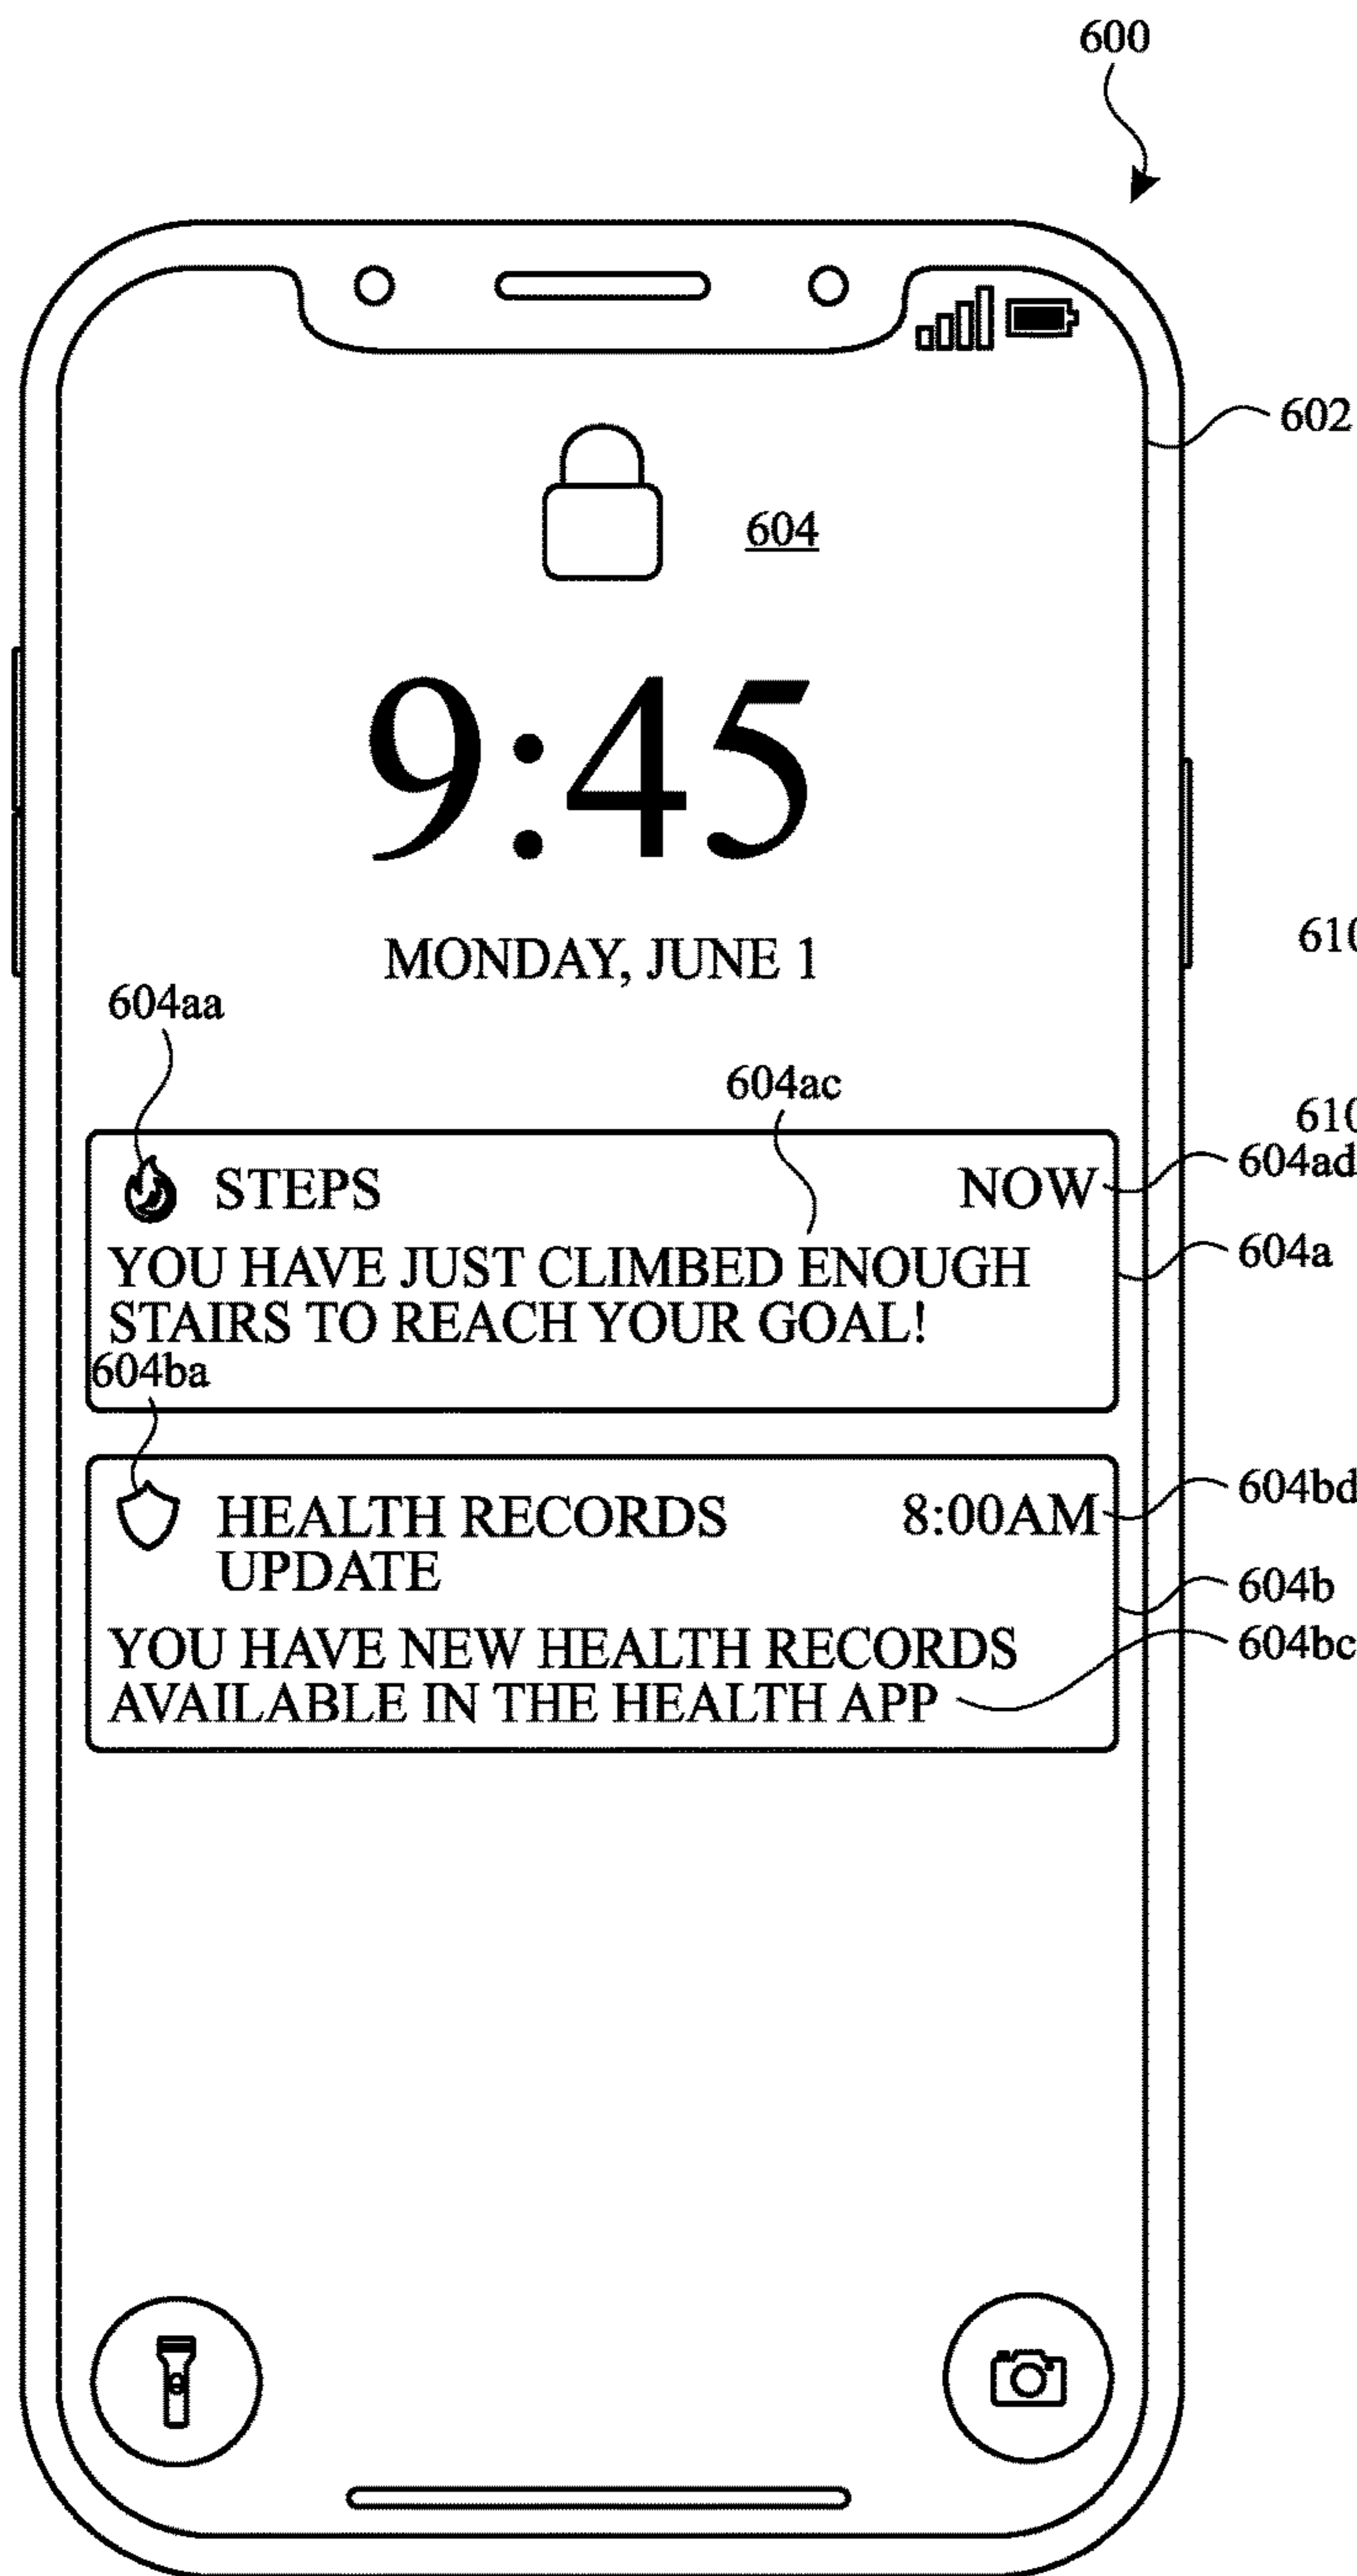 600
602
604
9:45
MONDAY, JUNE 1
610
604aa
604ac
610
604ad
STEPS
NOW
604a
YOU HAVE JUST CLIMBED ENOUGH
STAIRS TO REACH YOUR GOAL!
604ba
604bd
HEALTH RECORDS
8:00AM
UPDATE
604b
604bc
YOU HAVE NEW HEALTH RECORDS
AVAILABLE IN THE HEALTH APP